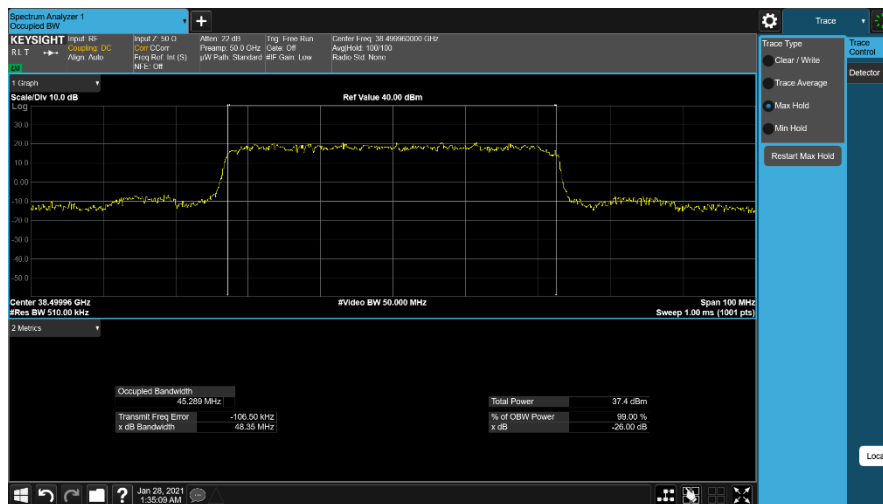 Spectrum Analyzer 1
Occupied BW
+
Trace
KEYSIGHT
R L T
Input: RF
Coupling: DC
Align: Auto
Input Z: 50 Ω
Corr CCorr
Freq Ref: Int (S)
NFE: Off
Atten: 22 dB
Preamp: 50.0 GHz
µW Path: Standard
Trig: Free Run
Gate: Off
#IF Gain: Low
Center Freq: 38.499960000 GHz
Avg|Hold: 100/100
Radio Std: None
Trace Type
Clear / Write
Trace Average
Max Hold
Min Hold
Restart Max Hold
Trace
Control
Detector
1 Graph
Scale/Div 10.0 dB
Ref Value 40.00 dBm
Log
30.0
20.0
10.0
0.00
-10.0
-20.0
-30.0
-40.0
-50.0
Center 38.49996 GHz
#Video BW 50.000 MHz
Span 100 MHz
#Res BW 510.00 kHz
Sweep 1.00 ms (1001 pts)
2 Metrics
Occupied Bandwidth
45.289 MHz
Total Power 37.4 dBm
Transmit Freq Error -106.50 kHz
% of OBW Power 99.00 %
x dB Bandwidth 48.35 MHz
x dB -26.00 dB
Loca
?
Jan 28, 2021
1:35:09 AM